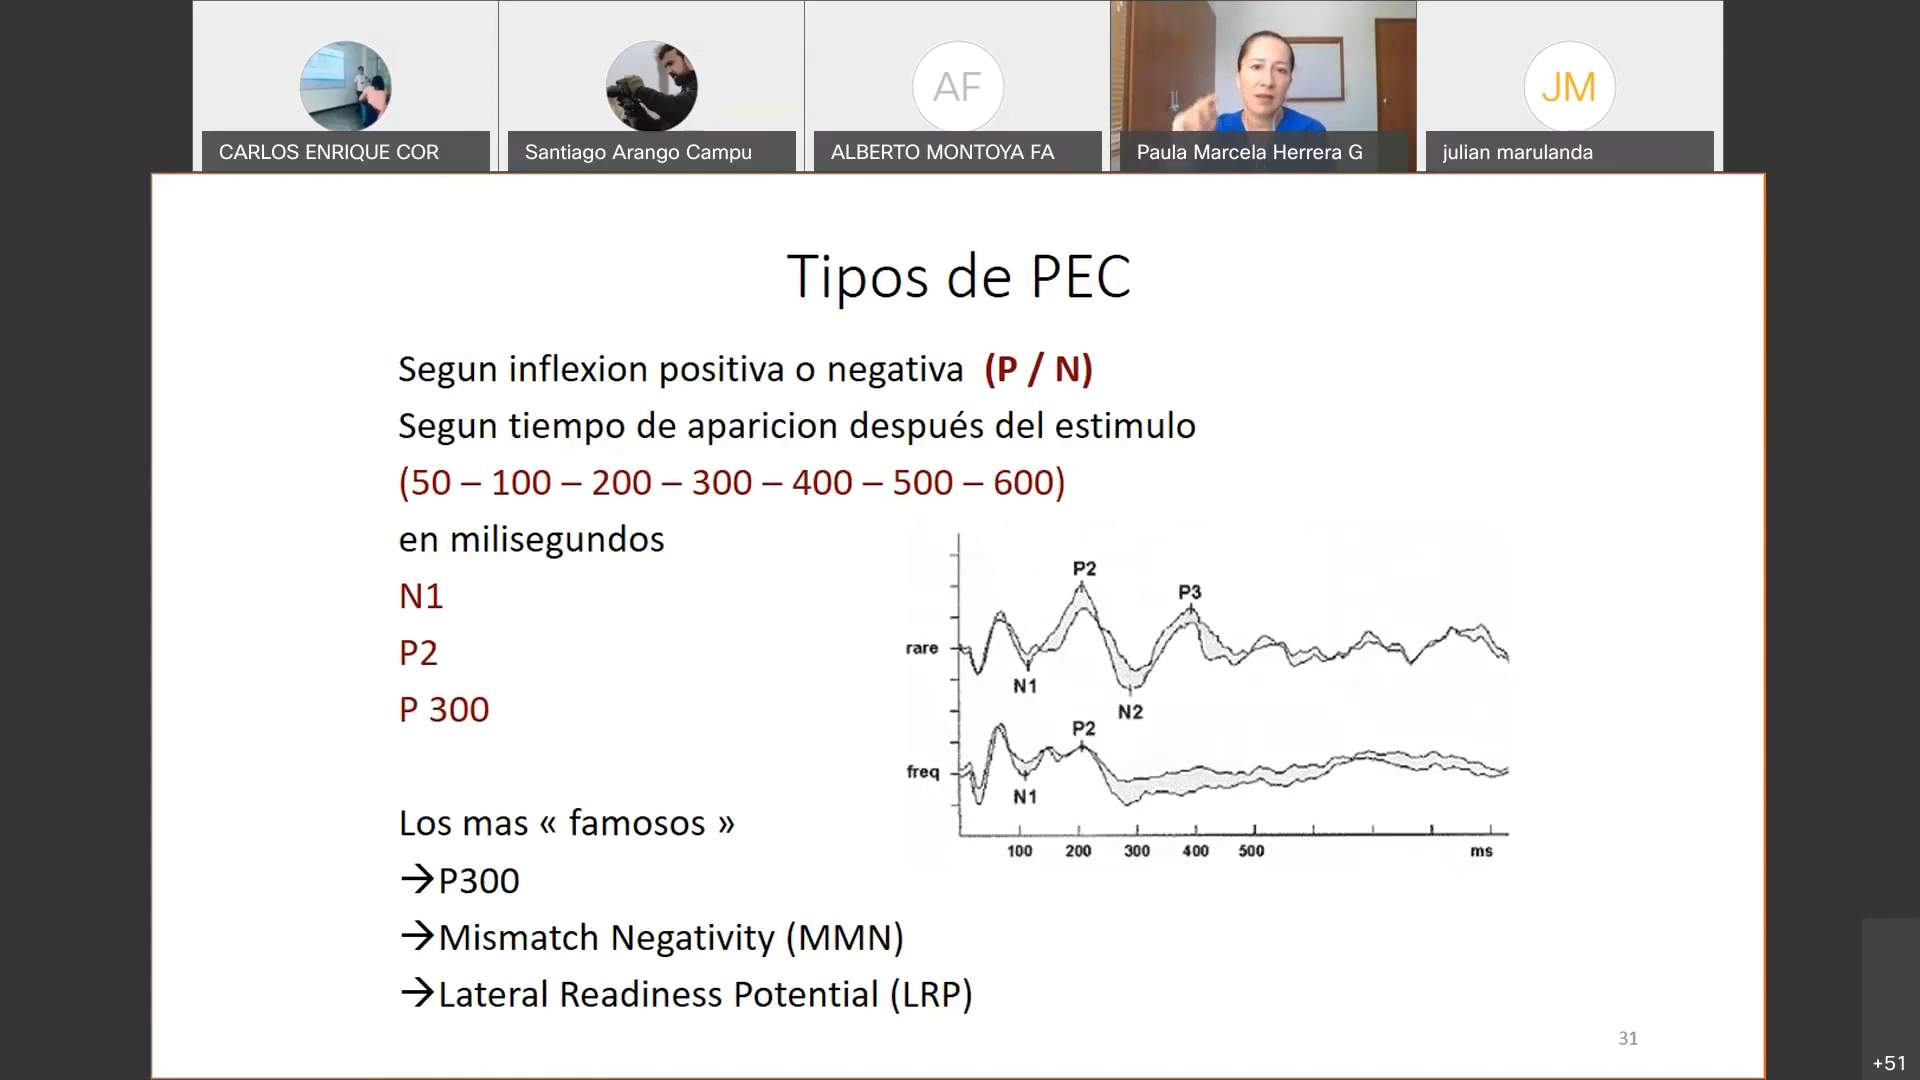 AF
JM
CARLOS ENRIQUE COR
Santiago Arango Campu
ALBERTO MONTOYA FA
Paula Marcela Herrera G
julian marulanda
Tipos de PEC
Segun inflexion positiva o negativa (P / N)
Segun tiempo de aparicion después del estimulo
(50 – 100 – 200 – 300 – 400 – 500 – 600)
en milisegundos
N1
P2
P 300
Los mas « famosos »
→P300
→Mismatch Negativity (MMN)
→Lateral Readiness Potential (LRP)
P2
P3
rare
N1
N2
P2
freq
N1
100 200 300 400 500 ms
31
+51